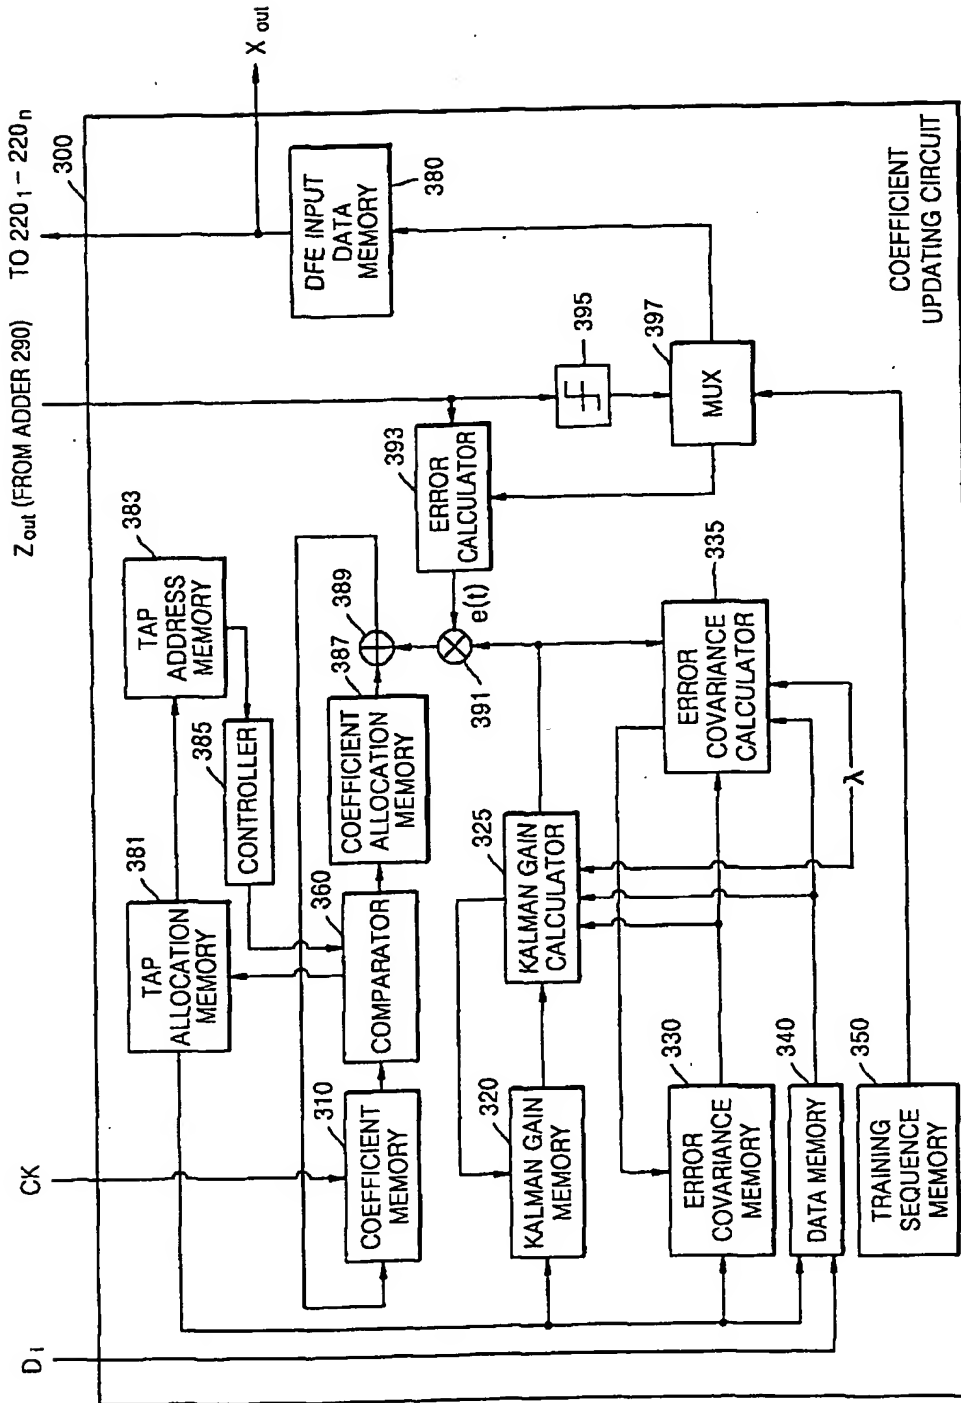 D1
CK
Zout (FROM ADDER 290)
TO 2201 – 220n
300
Xout
TAP
ALLOCATION
MEMORY
381
TAP
ADDRESS
MEMORY
383
CONTROLLER
385
COEFFICIENT
MEMORY
310
COMPARATOR
360
COEFFICIENT
ALLOCATION
MEMORY
387
389
391
e(t)
ERROR
CALCULATOR
393
395
DFE INPUT
DATA
MEMORY
380
MUX
397
KALMAN GAIN
MEMORY
320
KALMAN GAIN
CALCULATOR
325
ERROR
COVARIANCE
CALCULATOR
335
λ
ERROR
COVARIANCE
MEMORY
330
DATA MEMORY
340
TRAINING
SEQUENCE
MEMORY
350
COEFFICIENT
UPDATING CIRCUIT